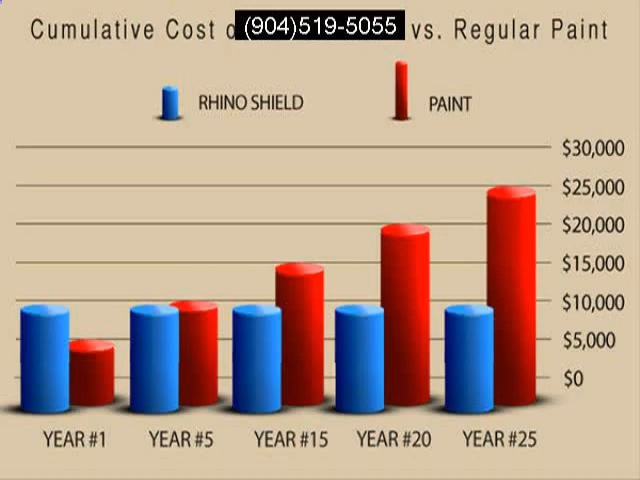 Cumulative Cost (904)519-5055 vs. Regular Paint
RHINO SHIELD PAINT
$30,000
$25,000
$20,000
$15,000
$10,000
$5,000
$0
YEAR #1 YEAR #5 YEAR #15 YEAR #20 YEAR #25